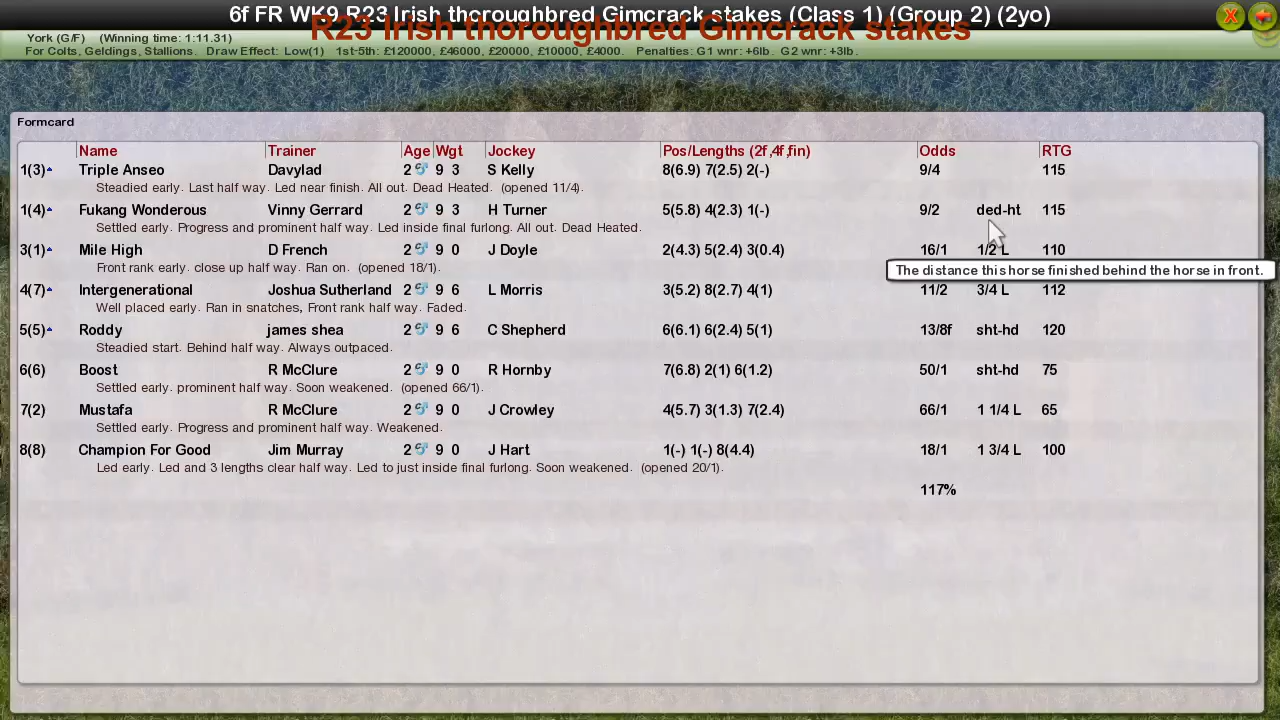 6f FR WK9 R23 Irish thoroughbred Gimcrack stakes (Class 1) (Group 2) (2yo)
R23 Irish thoroughbred Gimcrack stakes
York (G/F) (Winning time: 1:11.31)
For Colts, Geldings, Stallions. Draw Effect: Low(1) 1st-5th: £120000, £46000, £20000, £10000, £4000. Penalties: G1 wnr: +6lb. G2 wnr: +3lb.
Formcard
Name Trainer Age Wgt Jockey Pos/Lengths (2f,4f,fin) Odds RTG
1(3) Triple Anseo Davylad 2 9 3 S Kelly 8(6.9) 7(2.5) 2(-) 9/4 115
Steadied early. Last half way. Led near finish. All out. Dead Heated. (opened 11/4).
1(4) Fukang Wonderous Vinny Gerrard 2 9 3 H Turner 5(5.8) 4(2.3) 1(-) 9/2 ded-ht 115
Settled early. Progress and prominent half way. Led inside final furlong. All out. Dead Heated.
3(1) Mile High D French 2 9 0 J Doyle 2(4.3) 5(2.4) 3(0.4) 16/1 1/2 L 110
Front rank early. close up half way. Ran on. (opened 18/1).
The distance this horse finished behind the horse in front.
4(7) Intergenerational Joshua Sutherland 2 9 6 L Morris 3(5.2) 8(2.7) 4(1) 11/2 3/4 L 112
Well placed early. Ran in snatches, Front rank half way. Faded.
5(5) Roddy james shea 2 9 6 C Shepherd 6(6.1) 6(2.4) 5(1) 13/8f sht-hd 120
Steadied start. Behind half way. Always outpaced.
6(6) Boost R McClure 2 9 0 R Hornby 7(6.8) 2(1) 6(1.2) 50/1 sht-hd 75
Settled early. prominent half way. Soon weakened. (opened 66/1).
7(2) Mustafa R McClure 2 9 0 J Crowley 4(5.7) 3(1.3) 7(2.4) 66/1 1 1/4 L 65
Settled early. Progress and prominent half way. Weakened.
8(8) Champion For Good Jim Murray 2 9 0 J Hart 1(-) 1(-) 8(4.4) 18/1 1 3/4 L 100
Led early. Led and 3 lengths clear half way. Led to just inside final furlong. Soon weakened. (opened 20/1).
117%